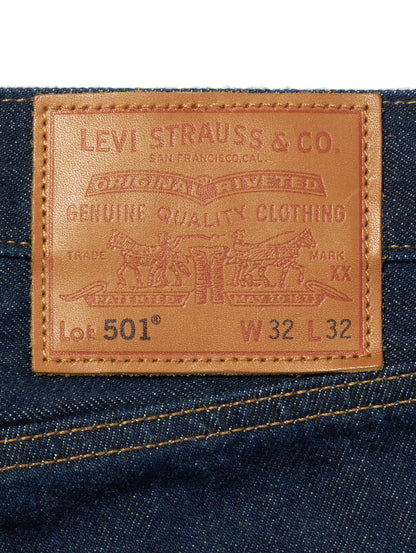 LEVI STRAUSS & CO.
SAN FRANCISCO, CAL.
ORIGINAL RIVETED
GENUINE QUALITY CLOTHING
TRADE MARK
XX
PATENTED MAY 20 1873
Lot 501® W 32 L 32